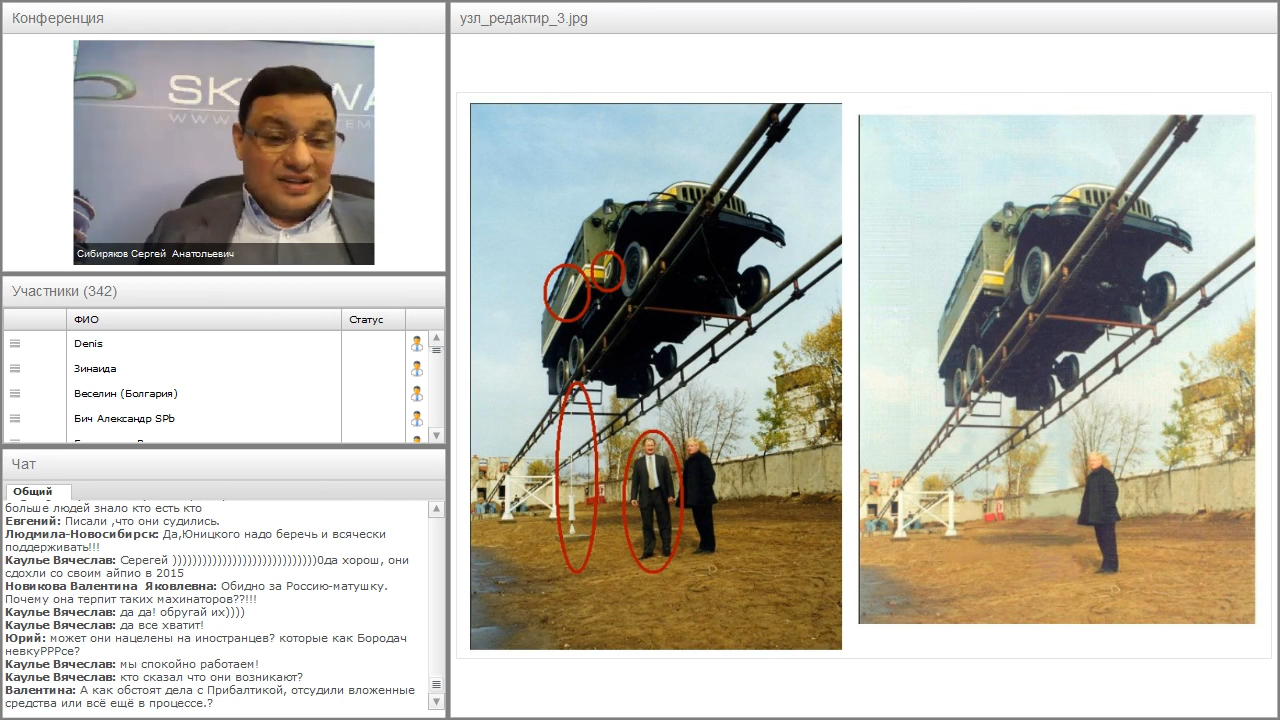 Конференция
SK
WA
WWW
TEM
Сибиряков Сергей Анатольевич
Участники (342)
ФИО
Статус
Denis
Зинаида
Веселин (Болгария)
Бич Александр SPb
Чат
Общий
больше людей знало кто есть кто
Евгений: Писали ,что они судились.
Людмила-Новосибирск: Да,Юницкого надо беречь и всячески
поддерживать!!!
Каулье Вячеслав: Серегей )))))))))))))))))))))))))))))0да хорош, они
сдохли со своим айпио в 2015
Новикова Валентина Яковлевна: Обидно за Россию-матушку.
Почему она терпит таких махинаторов??!!!
Каулье Вячеслав: да да! обругай их))))
Каулье Вячеслав: да все хватит!
Юрий: может они нацелены на иностранцев? которые как Бородач
невкуРРРсе?
Каулье Вячеслав: мы спокойно работаем!
Каулье Вячеслав: кто сказал что они возникают?
Валентина: А как обстоят дела с Прибалтикой, отсудили вложенные
средства или всё ещё в процессе.?
узл_редактир_3.jpg